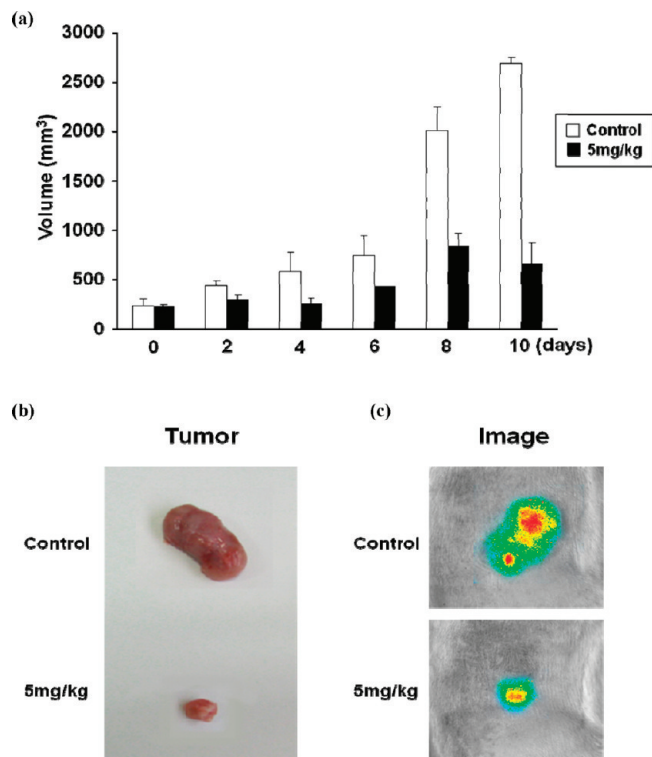 (a)
3000
2500
2000
1500
1000
500
0
Volume (mm³)
0 2 4 6 8 10 (days)
Control
5mg/kg
(b)
Tumor
Control
5mg/kg
(c)
Image
Control
5mg/kg